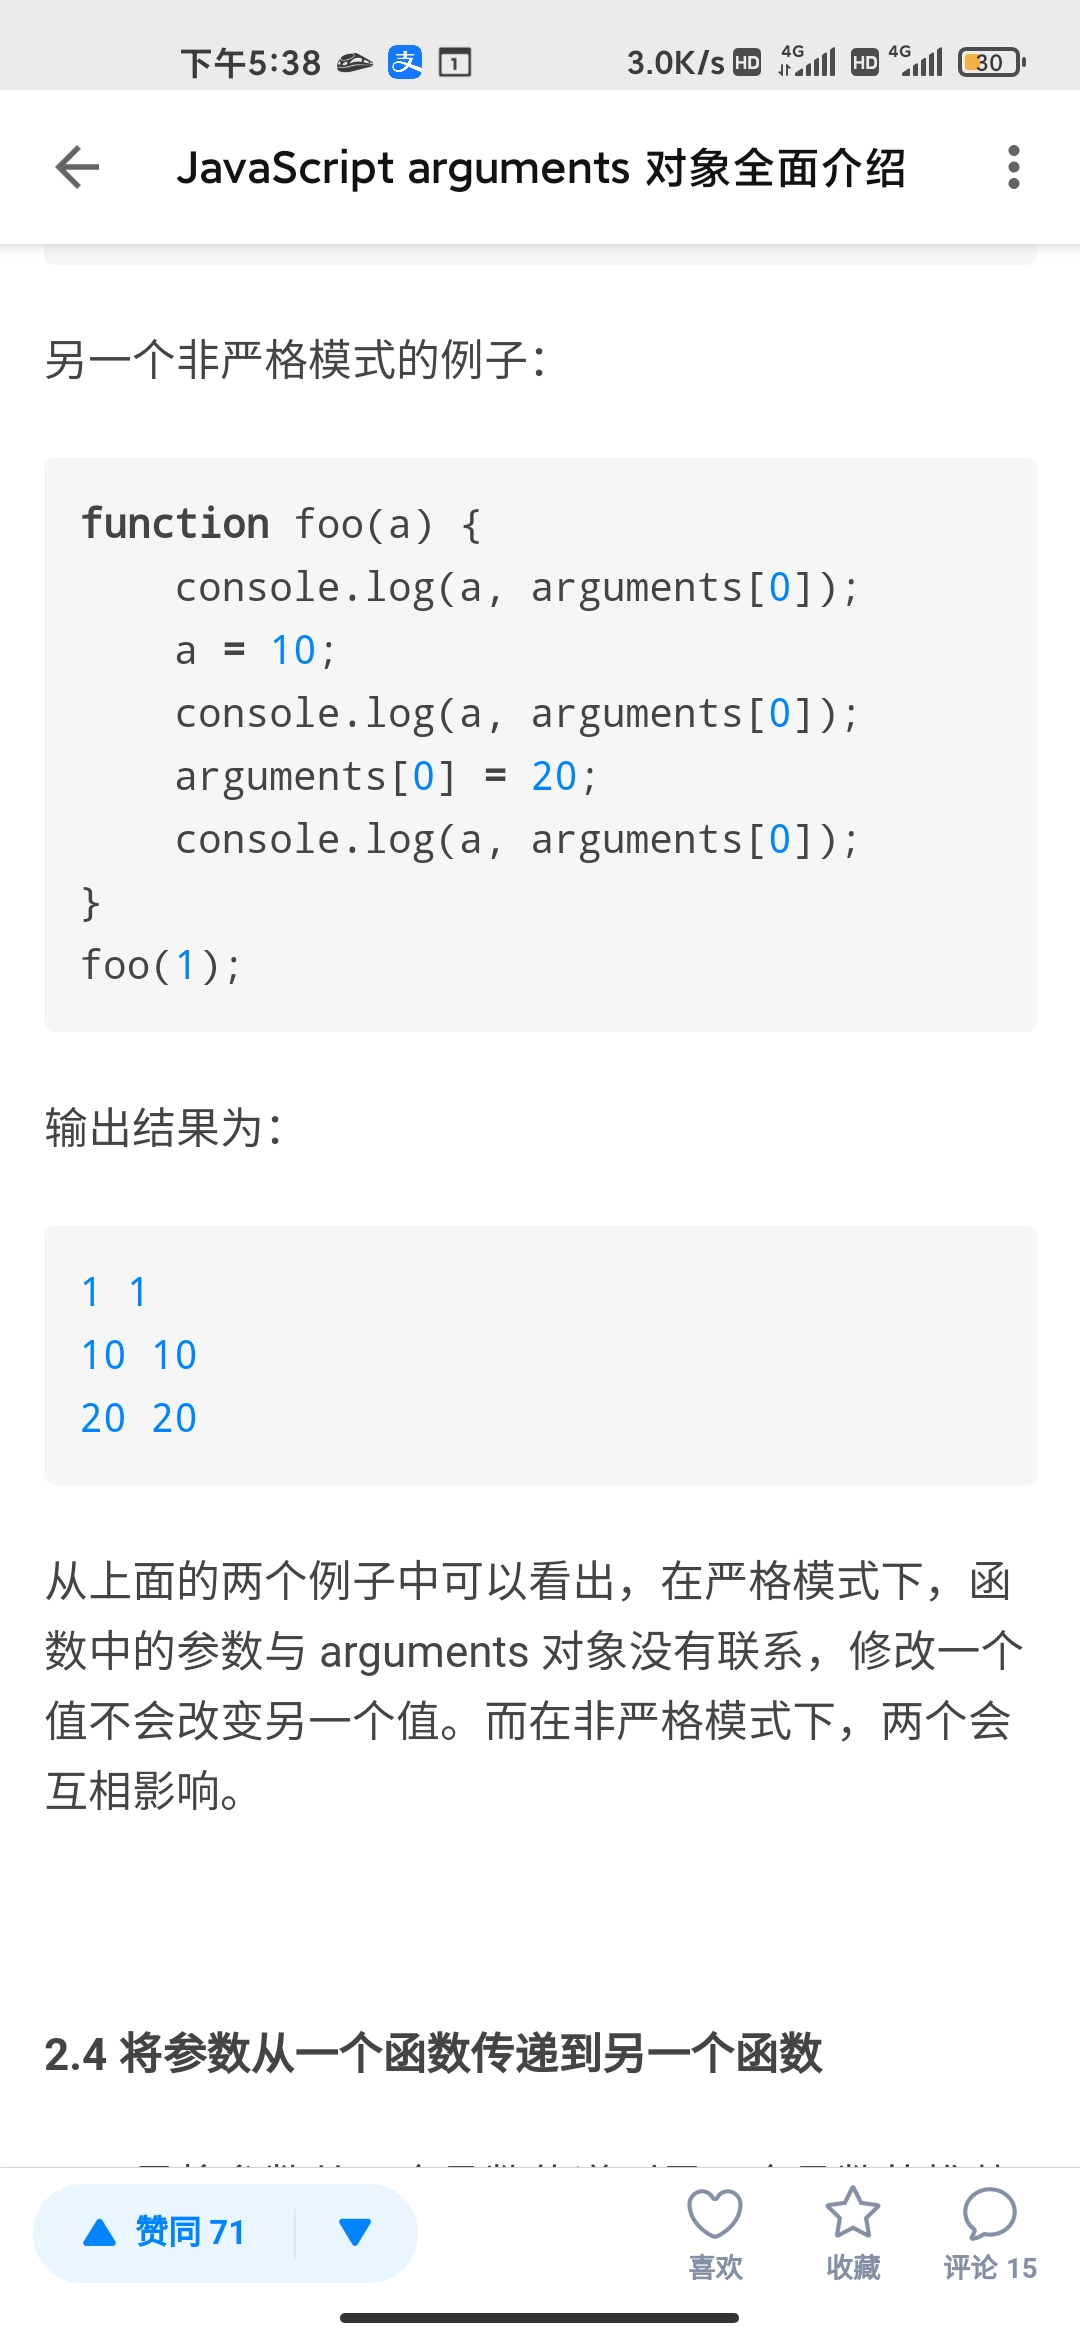 下午5:38 支 1 3.0K/s HD 4G HD 4G 30
JavaScript arguments 对象全面介绍
另一个非严格模式的例子：
function foo(a) {
    console.log(a, arguments[0]);
    a = 10;
    console.log(a, arguments[0]);
    arguments[0] = 20;
    console.log(a, arguments[0]);
}
foo(1);
输出结果为：
1 1
10 10
20 20
从上面的两个例子中可以看出，在严格模式下，函
数中的参数与 arguments 对象没有联系，修改一个
值不会改变另一个值。而在非严格模式下，两个会
互相影响。
2.4 将参数从一个函数传递到另一个函数
赞同 71
喜欢
收藏
评论 15